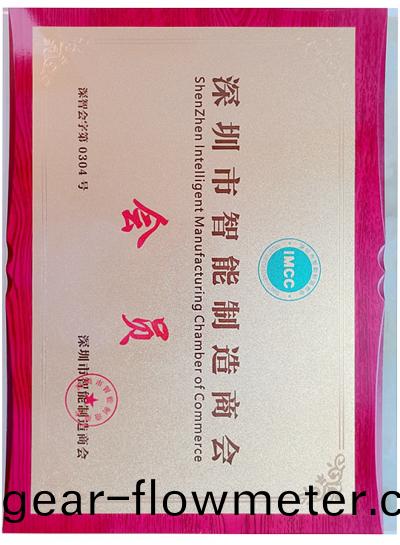 IMCC
深圳市智能制造商会
ShenZhen Intelligent Manufacturing Chamber of Commerce
会员
深智会字第 0304 号
深圳市智能制造商会
gear-flowmeter.c